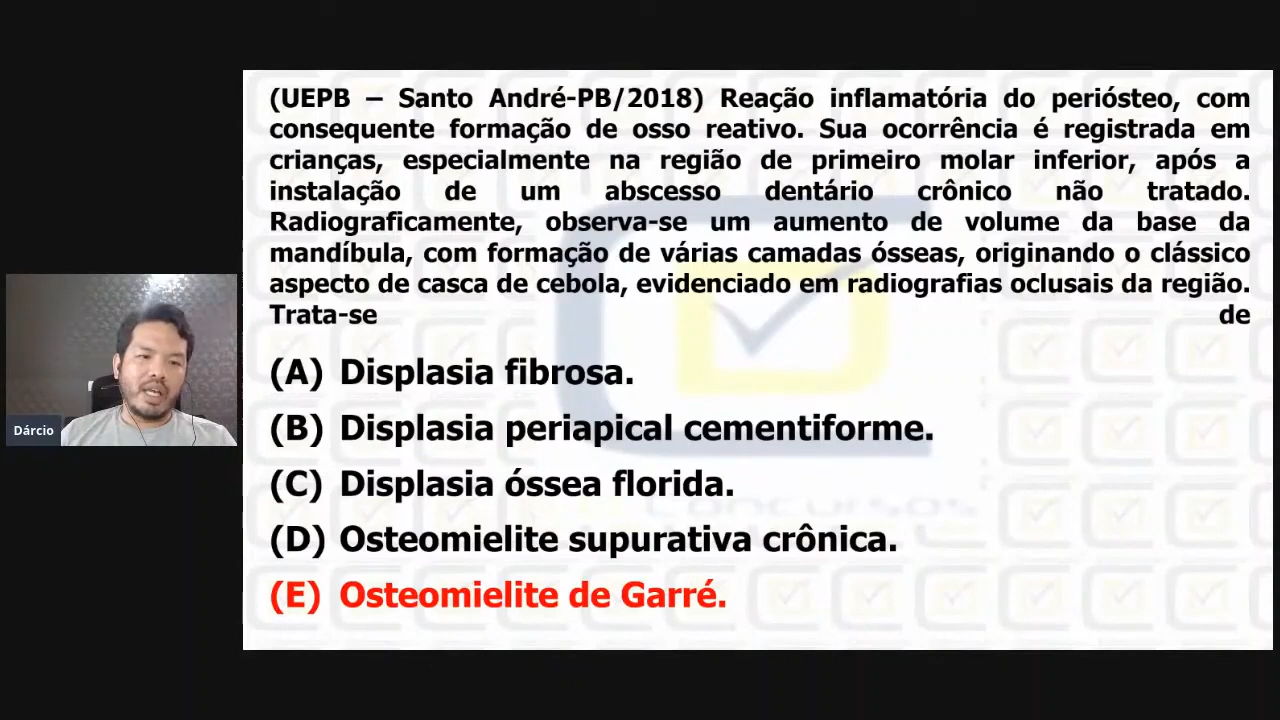 (UEPB – Santo André-PB/2018) Reação inflamatória do periósteo, com
consequente formação de osso reativo. Sua ocorrência é registrada em
crianças, especialmente na região de primeiro molar inferior, após a
instalação de um abscesso dentário crônico não tratado.
Radiograficamente, observa-se um aumento de volume da base da
mandíbula, com formação de várias camadas ósseas, originando o clássico
aspecto de casca de cebola, evidenciado em radiografias oclusais da região.
Trata-se de
(A) Displasia fibrosa.
(B) Displasia periapical cementiforme.
(C) Displasia óssea florida.
(D) Osteomielite supurativa crônica.
(E) Osteomielite de Garré.
Dárcio
CONCURSOS